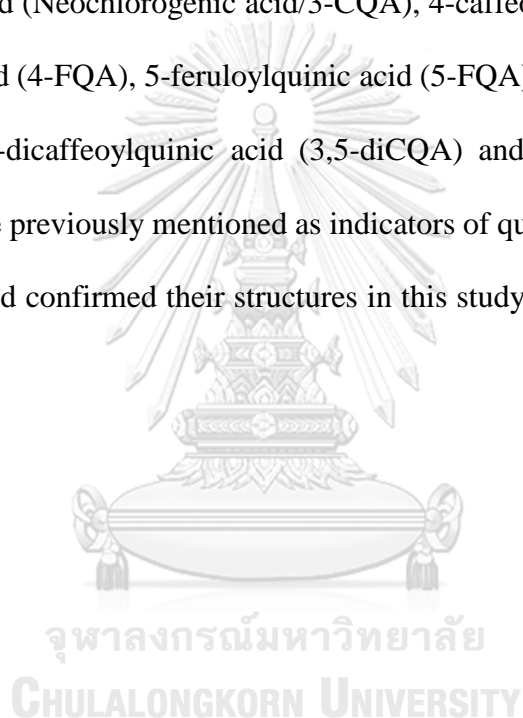 d (Neochlorogenic acid/3-CQA), 4-caffeo
d (4-FQA), 5-feruloylquinic acid (5-FQA)
-dicaffeoylquinic acid (3,5-diCQA) and
e previously mentioned as indicators of qu
d confirmed their structures in this study
จุฬาลงกรณ์มหาวิทยาลัย
CHULALONGKORN UNIVERSITY